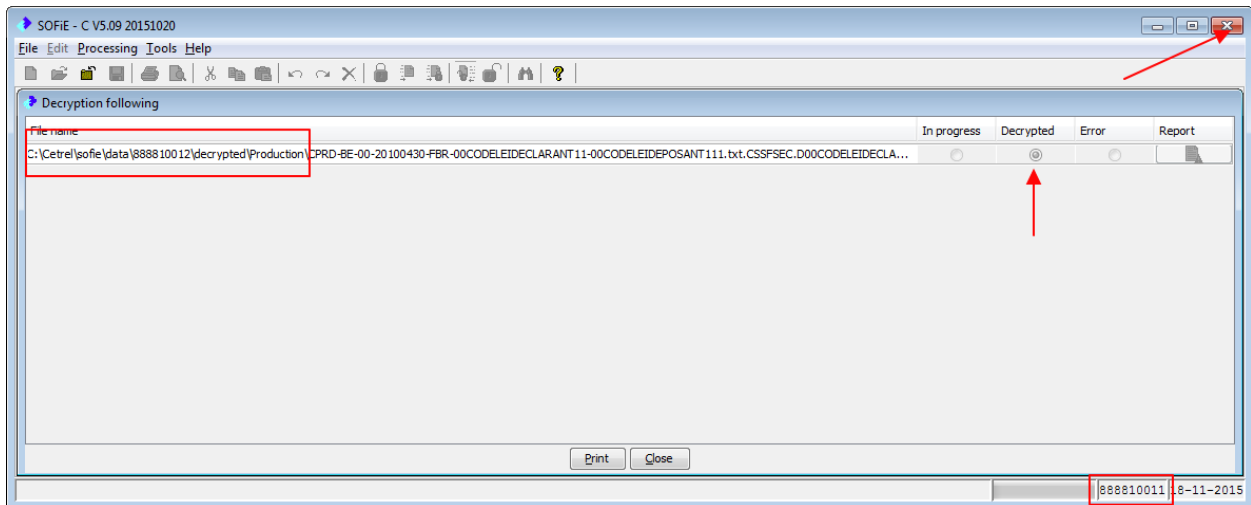 SOFiE - C V5.09 20151020
File Edit Processing Tools Help
Decryption following
File name In progress Decrypted Error Report
C:\Cetrel\sofie\data\888810012\decrypted\Production\CPRD-BE-00-20100430-FBR-00CODELEIDECLARANT11-00CODELEIDEPOSANT111.txt.CSSFSEC.D00CODELEIDECLA...
Print Close
888810011 18-11-2015